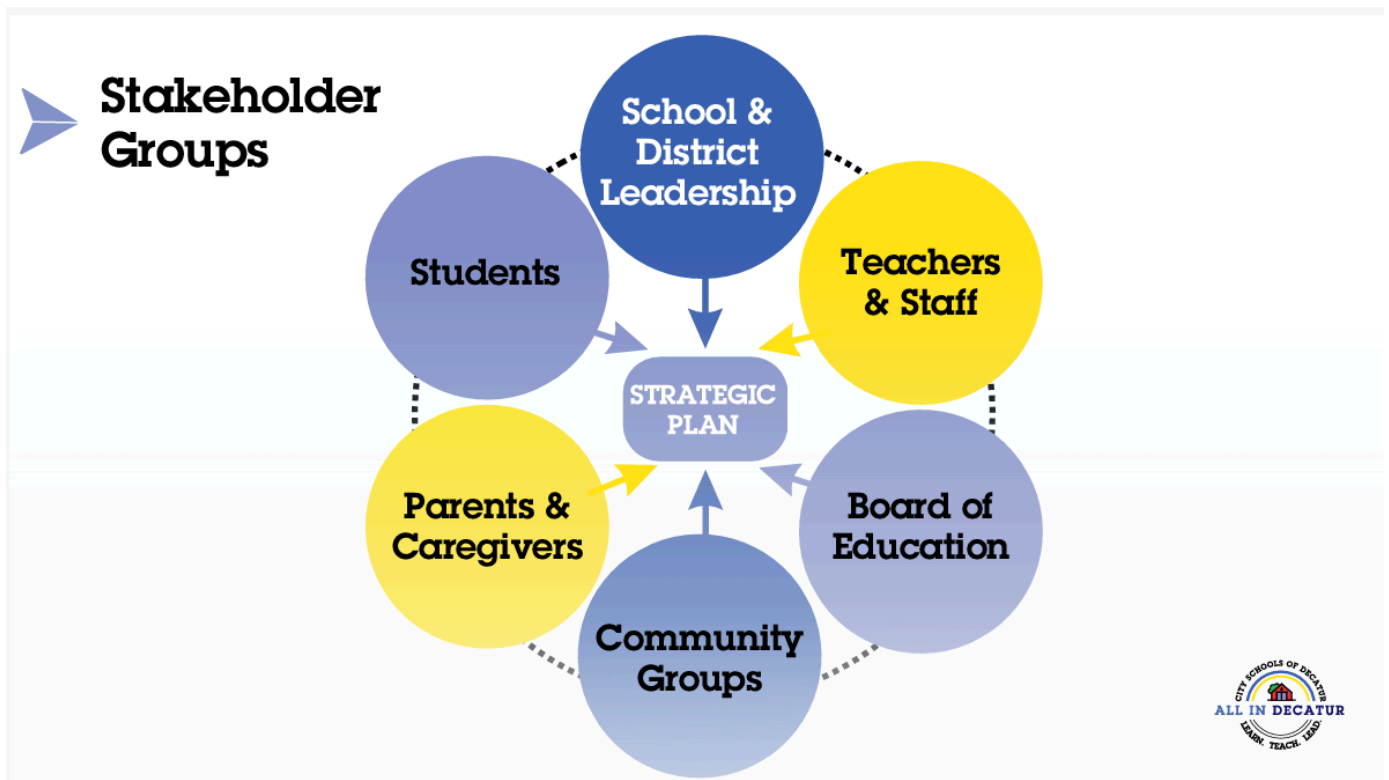 Stakeholder
Groups
School &
District
Leadership
Students
Teachers
& Staff
STRATEGIC
PLAN
Parents &
Caregivers
Board of
Education
Community
Groups
CITY SCHOOLS OF DECATUR
ALL IN DECATUR
LEARN. TEACH. LEAD.